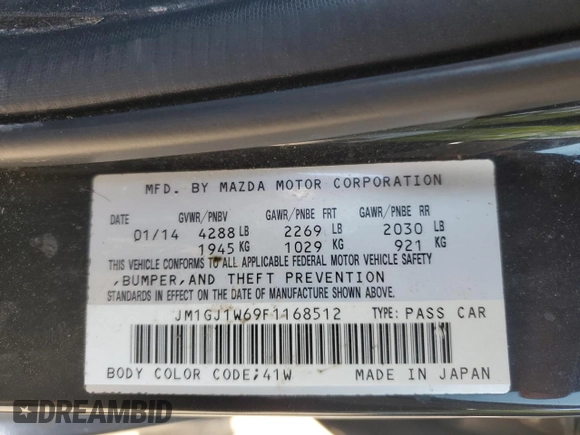 MFD. BY MAZDA MOTOR CORPORATION
DATE GVWR/PNBV GAWR/PNBE FRT GAWR/PNBE RR
01/14 4288 LB 2269 LB 2030 LB
1945 KG 1029 KG 921 KG
THIS VEHICLE CONFORMS TO ALL APPLICABLE FEDERAL MOTOR VEHICLE SAFETY
,BUMPER,AND THEFT PREVENTION
STANDARDS IN EFFECT ON THE DATE OF MANUFACTURE SHOWN ABOVE.
JM1GJ1W69F1168512 TYPE: PASS CAR
BODY COLOR CODE;41W MADE IN JAPAN
DREAMBID